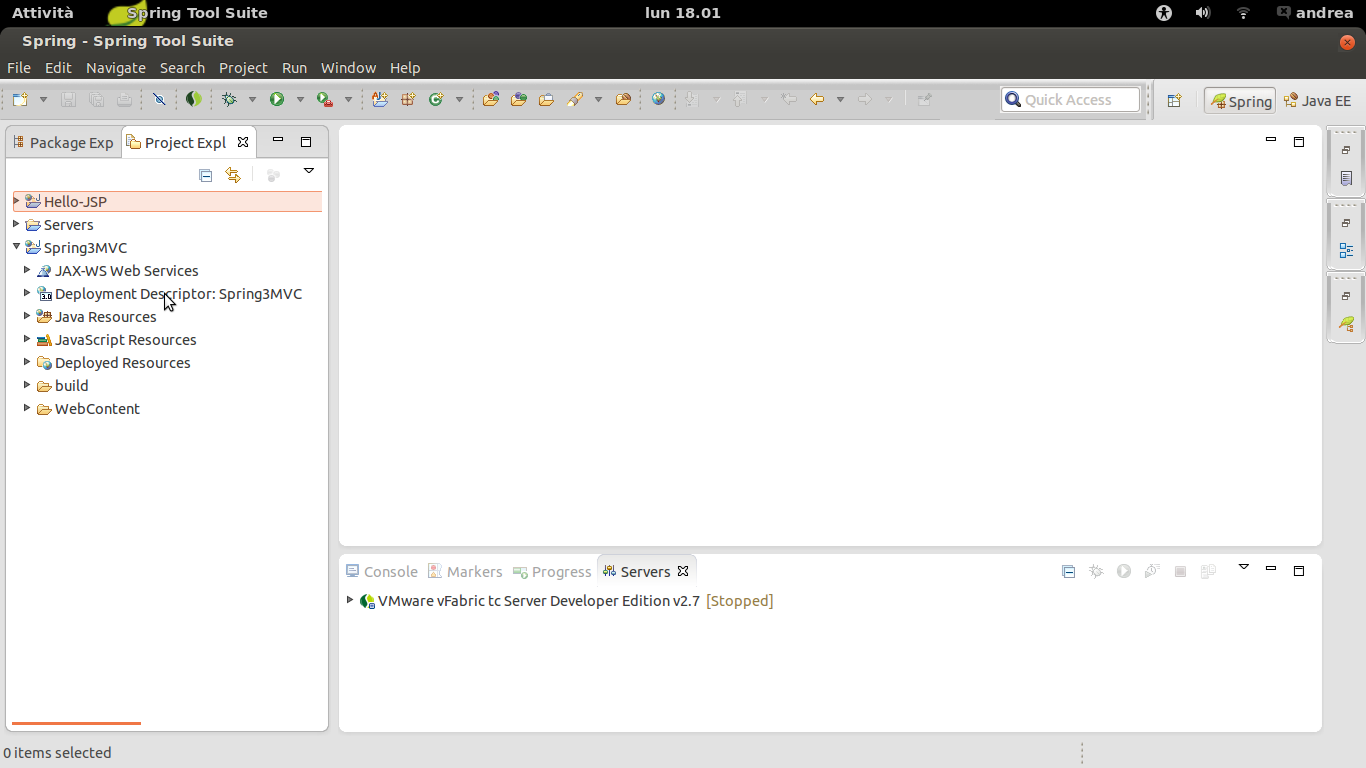 Attività Spring Tool Suite lun 18.01 andrea
Spring - Spring Tool Suite
File Edit Navigate Search Project Run Window Help
Quick Access Spring Java EE
Package Exp Project Expl
Hello-JSP
Servers
Spring3MVC
JAX-WS Web Services
3.0 Deployment Descriptor: Spring3MVC
Java Resources
JavaScript Resources
Deployed Resources
build
WebContent
Console Markers Progress Servers
VMware vFabric tc Server Developer Edition v2.7 [Stopped]
0 items selected